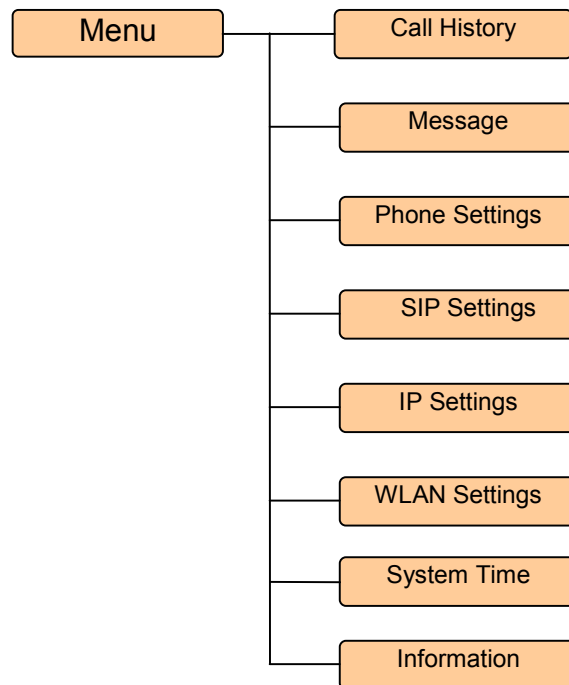 Menu
Call History
Message
Phone Settings
SIP Settings
IP Settings
WLAN Settings
System Time
Information